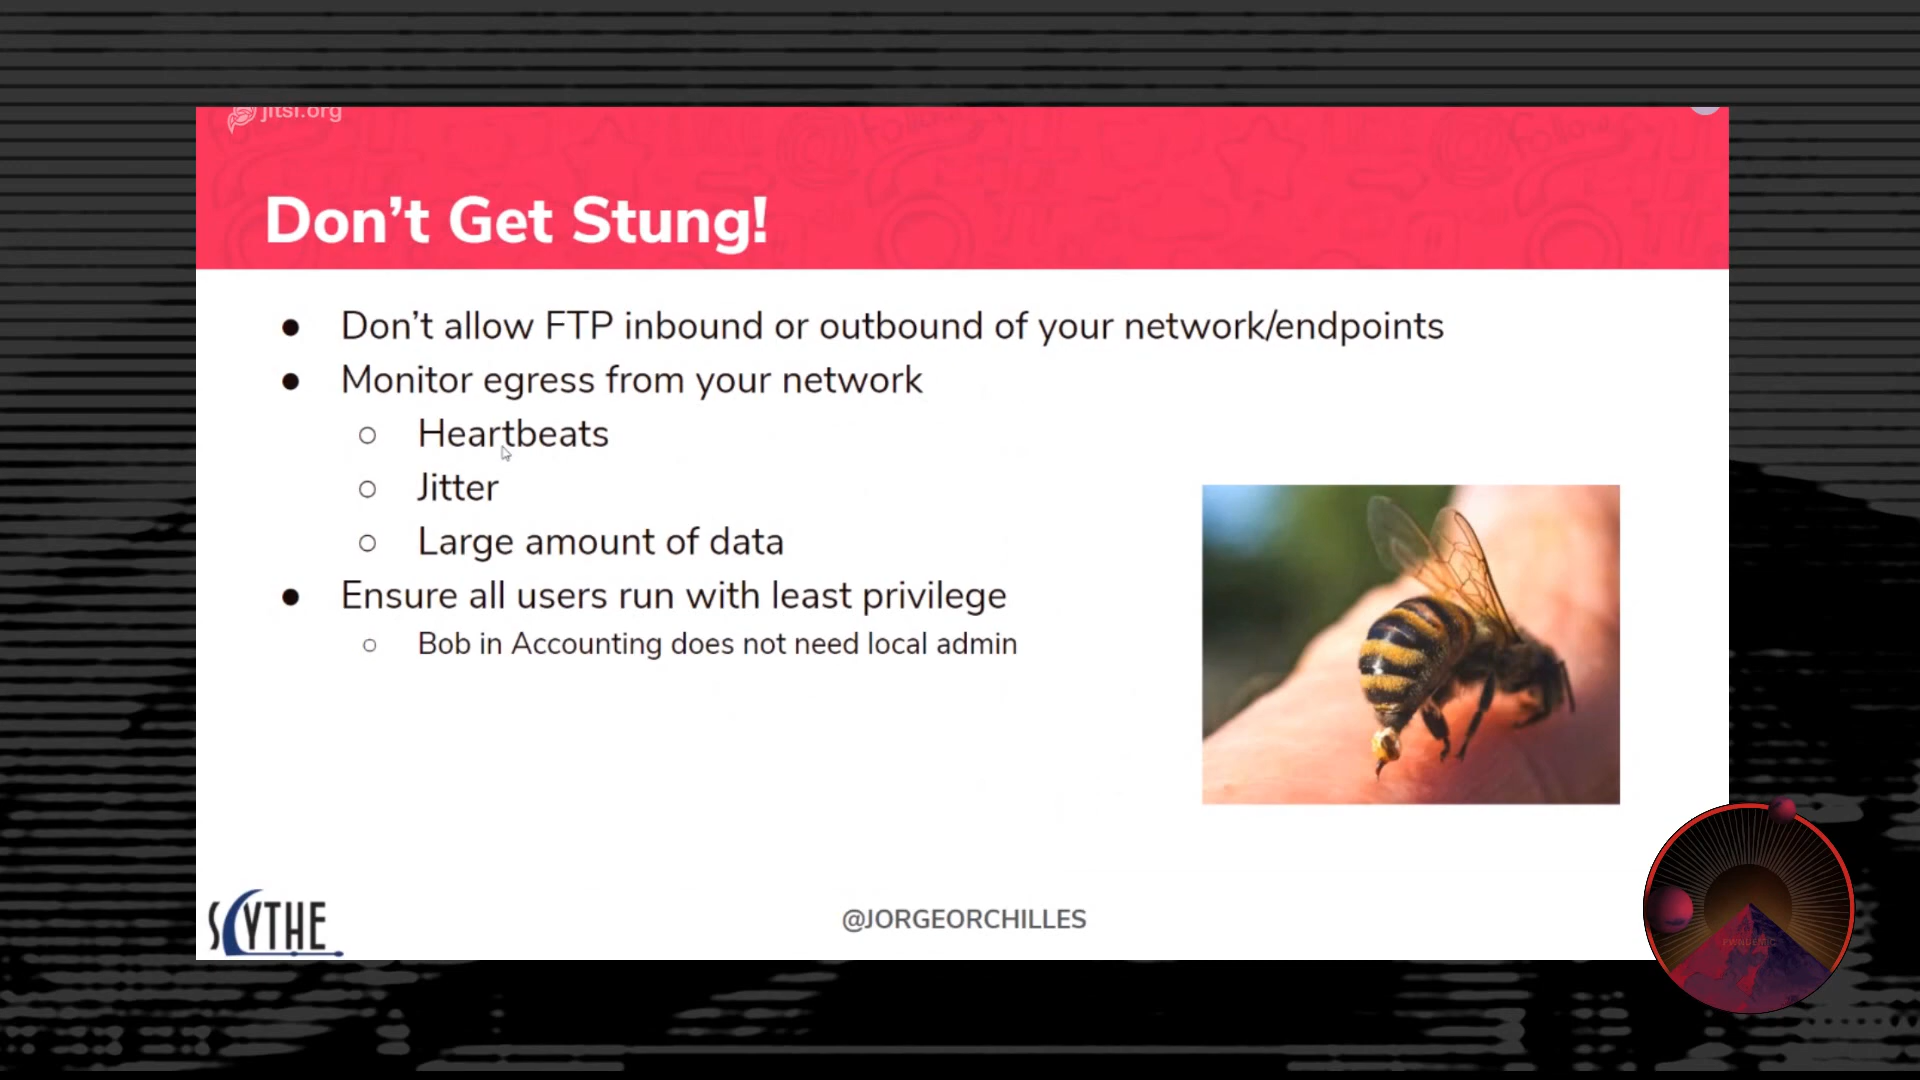 jitsi.org
Don't Get Stung!
● Don't allow FTP inbound or outbound of your network/endpoints
● Monitor egress from your network
○ Heartbeats
○ Jitter
○ Large amount of data
● Ensure all users run with least privilege
○ Bob in Accounting does not need local admin
SCYTHE
@JORGEORCHILLES